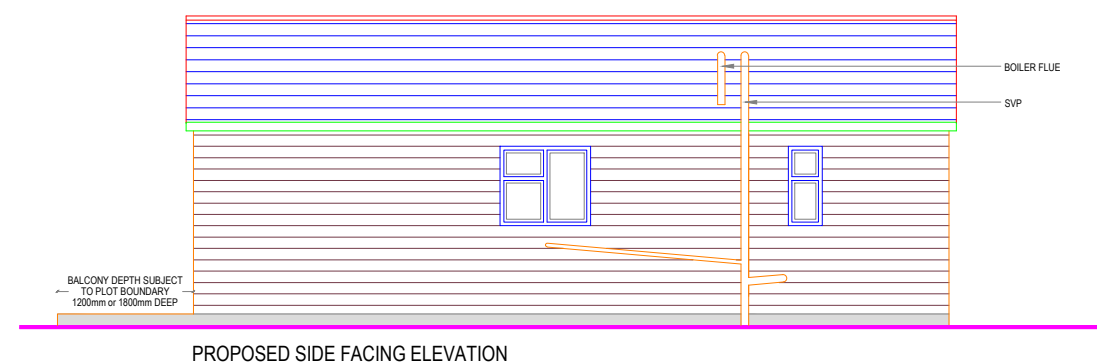 BOILER FLUE
SVP
BALCONY DEPTH SUBJECT
TO PLOT BOUNDARY
1200mm or 1800mm DEEP
PROPOSED SIDE FACING ELEVATION